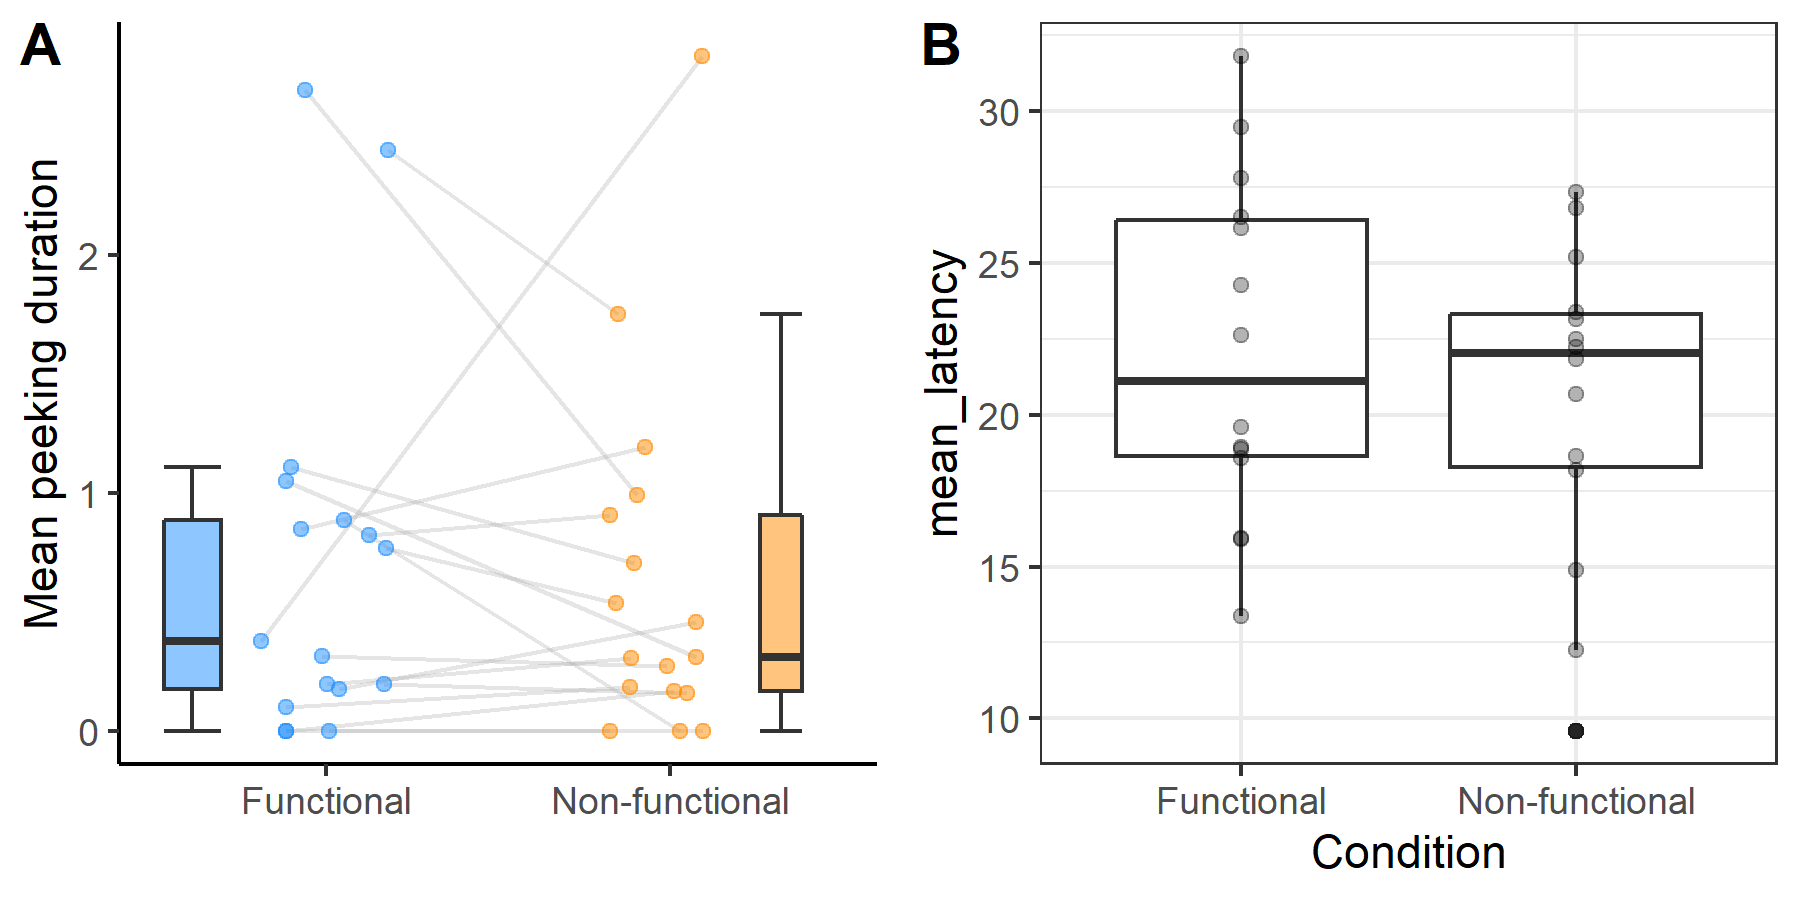 A
Mean peeking duration
2
1
0
Functional
Non-functional
B
mean_latency
30
25
20
15
10
Functional
Non-functional
Condition